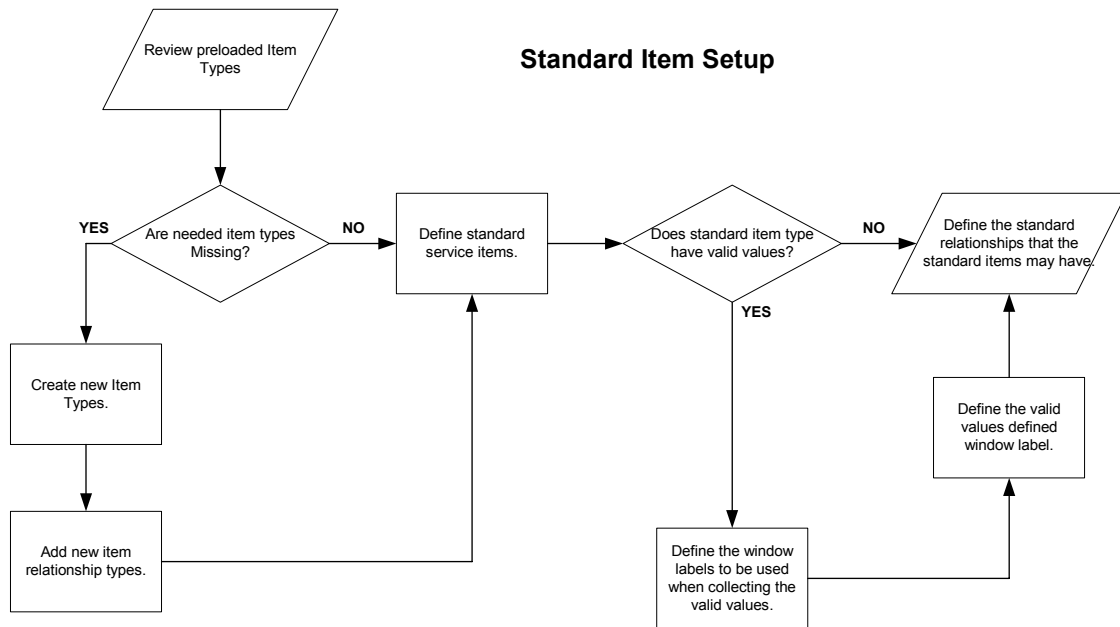 Standard Item Setup
Review preloaded Item
Types
Are needed item types
Missing?
YES
NO
Create new Item
Types.
Add new item
relationship types.
Define standard
service items.
Does standard item type
have valid values?
NO
YES
Define the window
labels to be used
when collecting the
valid values.
Define the valid
values defined
window label.
Define the standard
relationships that the
standard items may have.